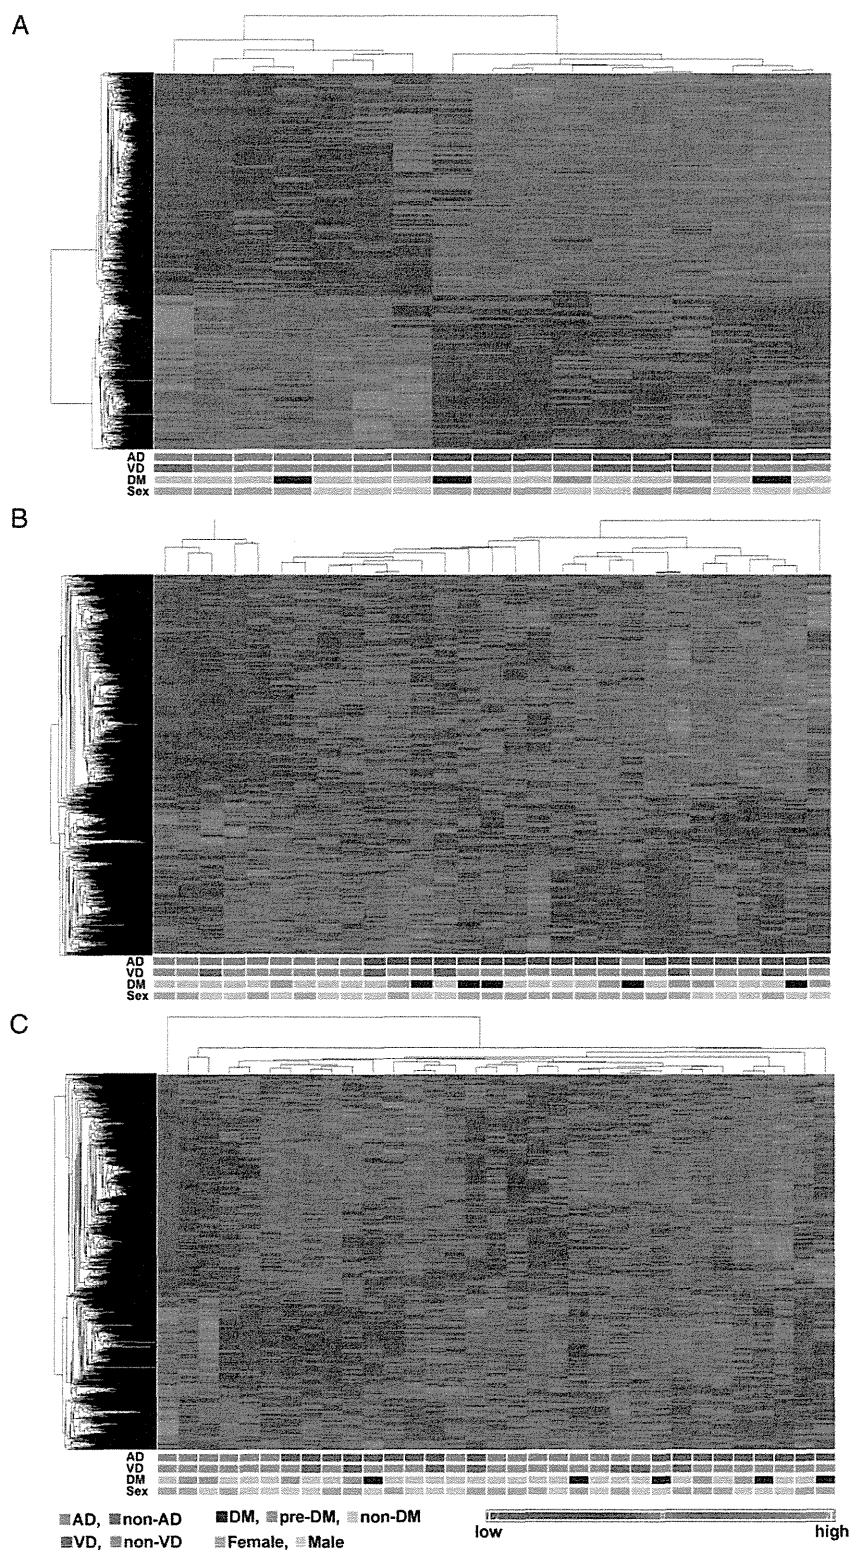 A
AD
VD
DM
Sex
B
AD
VD
DM
Sex
C
AD
VD
DM
Sex
AD, non-AD DM, pre-DM, non-DM
VD, non-VD Female, Male
low high